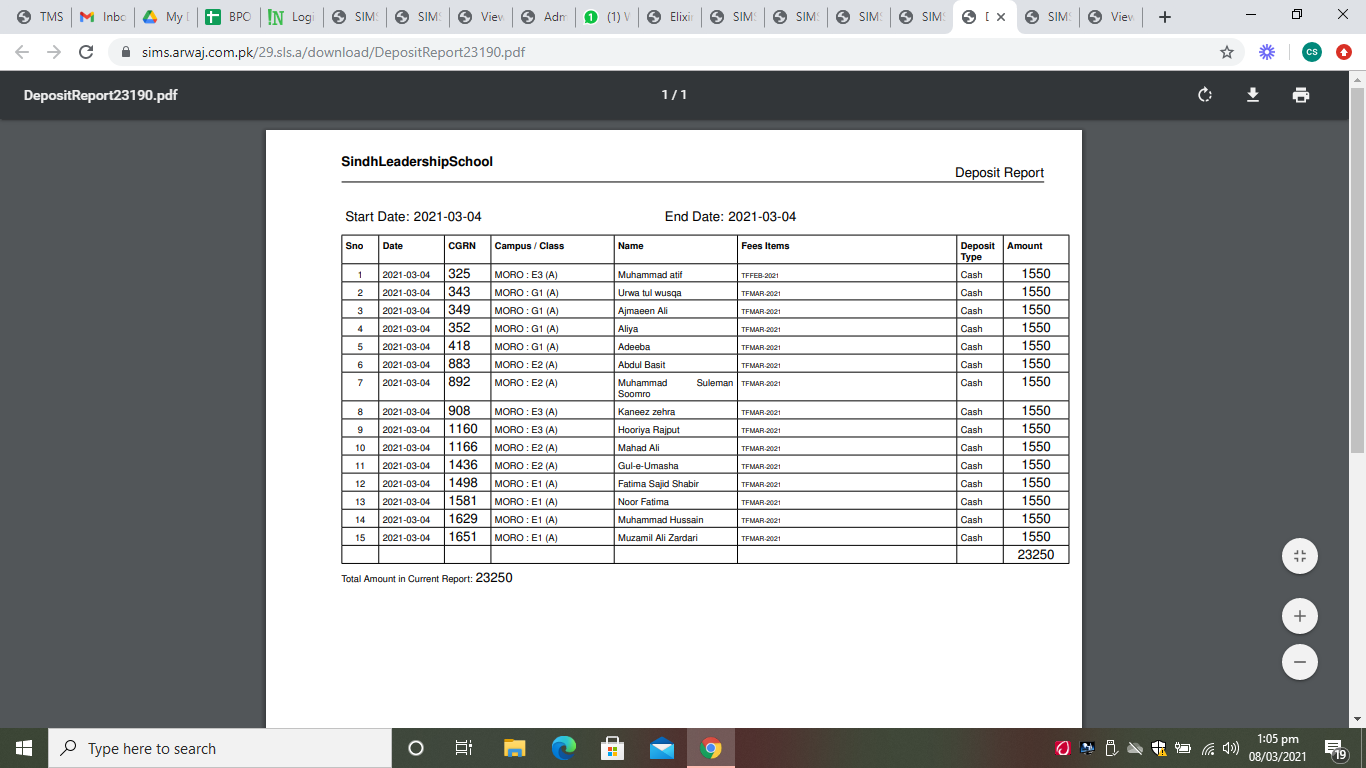 TMS Inbo My I BPO Logi SIMS SIMS View Adm (1) V Elixi SIMS SIMS SIMS SIMS SIMS View
sims.arwaj.com.pk/29.sls.a/download/DepositReport23190.pdf CS
DepositReport23190.pdf 1 / 1
SindhLeadershipSchool
Deposit Report
Start Date: 2021-03-04 End Date: 2021-03-04
Sno Date CGRN Campus / Class Name Fees Items Deposit Type Amount
1 2021-03-04 325 MORO : E3 (A) Muhammad atif TFFEB-2021 Cash 1550
2 2021-03-04 343 MORO : G1 (A) Urwa tul wusqa TFMAR-2021 Cash 1550
3 2021-03-04 349 MORO : G1 (A) Ajmaeen Ali TFMAR-2021 Cash 1550
4 2021-03-04 352 MORO : G1 (A) Aliya TFMAR-2021 Cash 1550
5 2021-03-04 418 MORO : G1 (A) Adeeba TFMAR-2021 Cash 1550
6 2021-03-04 883 MORO : E2 (A) Abdul Basit TFMAR-2021 Cash 1550
7 2021-03-04 892 MORO : E2 (A) Muhammad Suleman Soomro TFMAR-2021 Cash 1550
8 2021-03-04 908 MORO : E3 (A) Kaneez zehra TFMAR-2021 Cash 1550
9 2021-03-04 1160 MORO : E3 (A) Hooriya Rajput TFMAR-2021 Cash 1550
10 2021-03-04 1166 MORO : E2 (A) Mahad Ali TFMAR-2021 Cash 1550
11 2021-03-04 1436 MORO : E2 (A) Gul-e-Umasha TFMAR-2021 Cash 1550
12 2021-03-04 1498 MORO : E1 (A) Fatima Sajid Shabir TFMAR-2021 Cash 1550
13 2021-03-04 1581 MORO : E1 (A) Noor Fatima TFMAR-2021 Cash 1550
14 2021-03-04 1629 MORO : E1 (A) Muhammad Hussain TFMAR-2021 Cash 1550
15 2021-03-04 1651 MORO : E1 (A) Muzamil Ali Zardari TFMAR-2021 Cash 1550
23250
Total Amount in Current Report: 23250
Type here to search
1:05 pm
08/03/2021
19